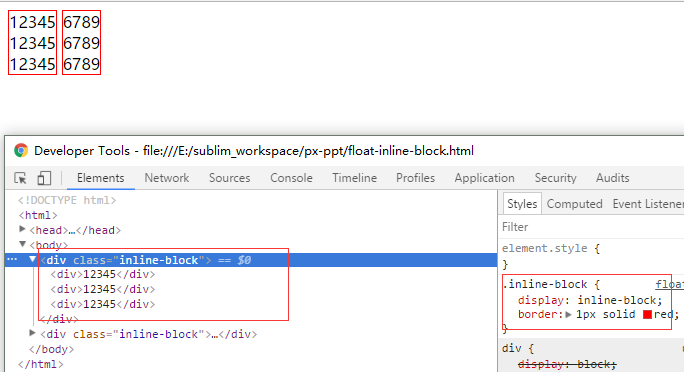 12345 6789
12345 6789
12345 6789
Developer Tools - file:///E:/sublim_workspace/px-ppt/float-inline-block.html
Elements Network Sources Console Timeline Profiles Application Security Audits
<!DOCTYPE html>
<html>
<head>…</head>
<body>
<div class="inline-block"> == $0
<div>12345</div>
<div>12345</div>
<div>12345</div>
</div>
<div class="inline-block">…</div>
</body>
</html>
Styles Computed Event Listener
Filter
element.style {
}
.inline-block { float
display: inline-block;
border: 1px solid red;
}
div {
display: block;